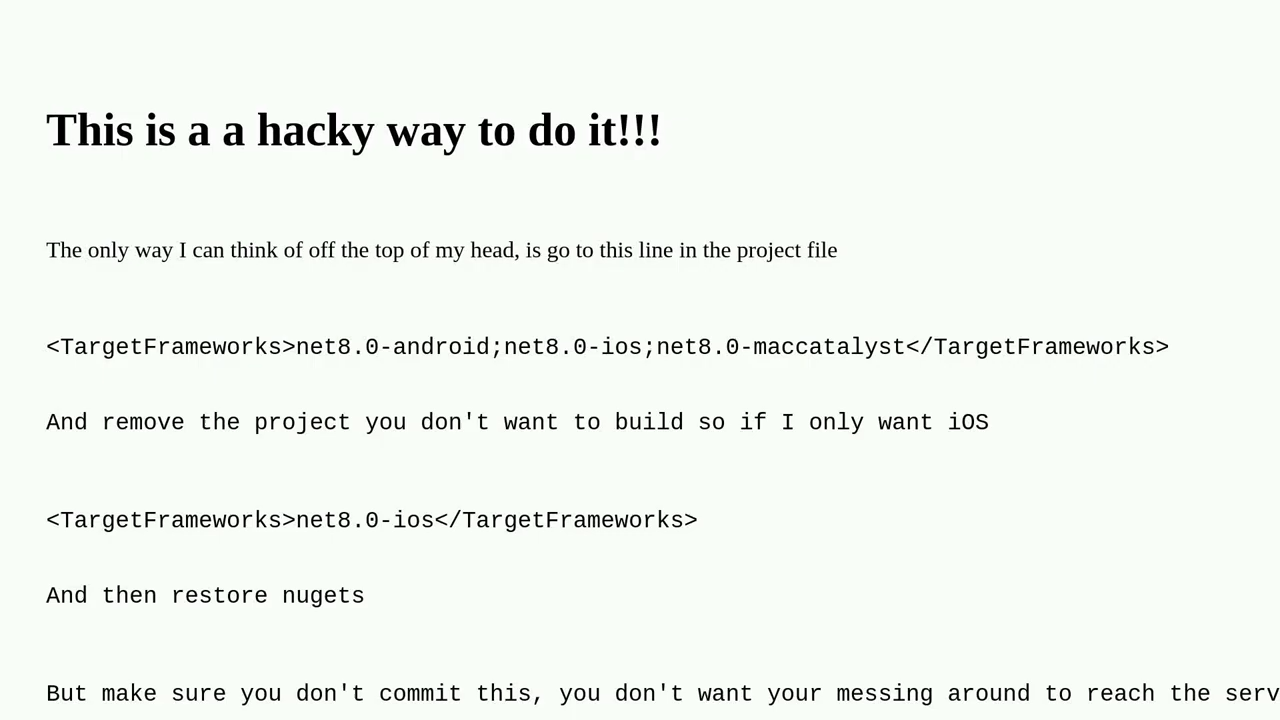 This is a a hacky way to do it!!!
The only way I can think of off the top of my head, is go to this line in the project file
<TargetFrameworks>net8.0-android;net8.0-ios;net8.0-maccatalyst</TargetFrameworks>
And remove the project you don't want to build so if I only want iOS
<TargetFrameworks>net8.0-ios</TargetFrameworks>
And then restore nugets
But make sure you don't commit this, you don't want your messing around to reach the